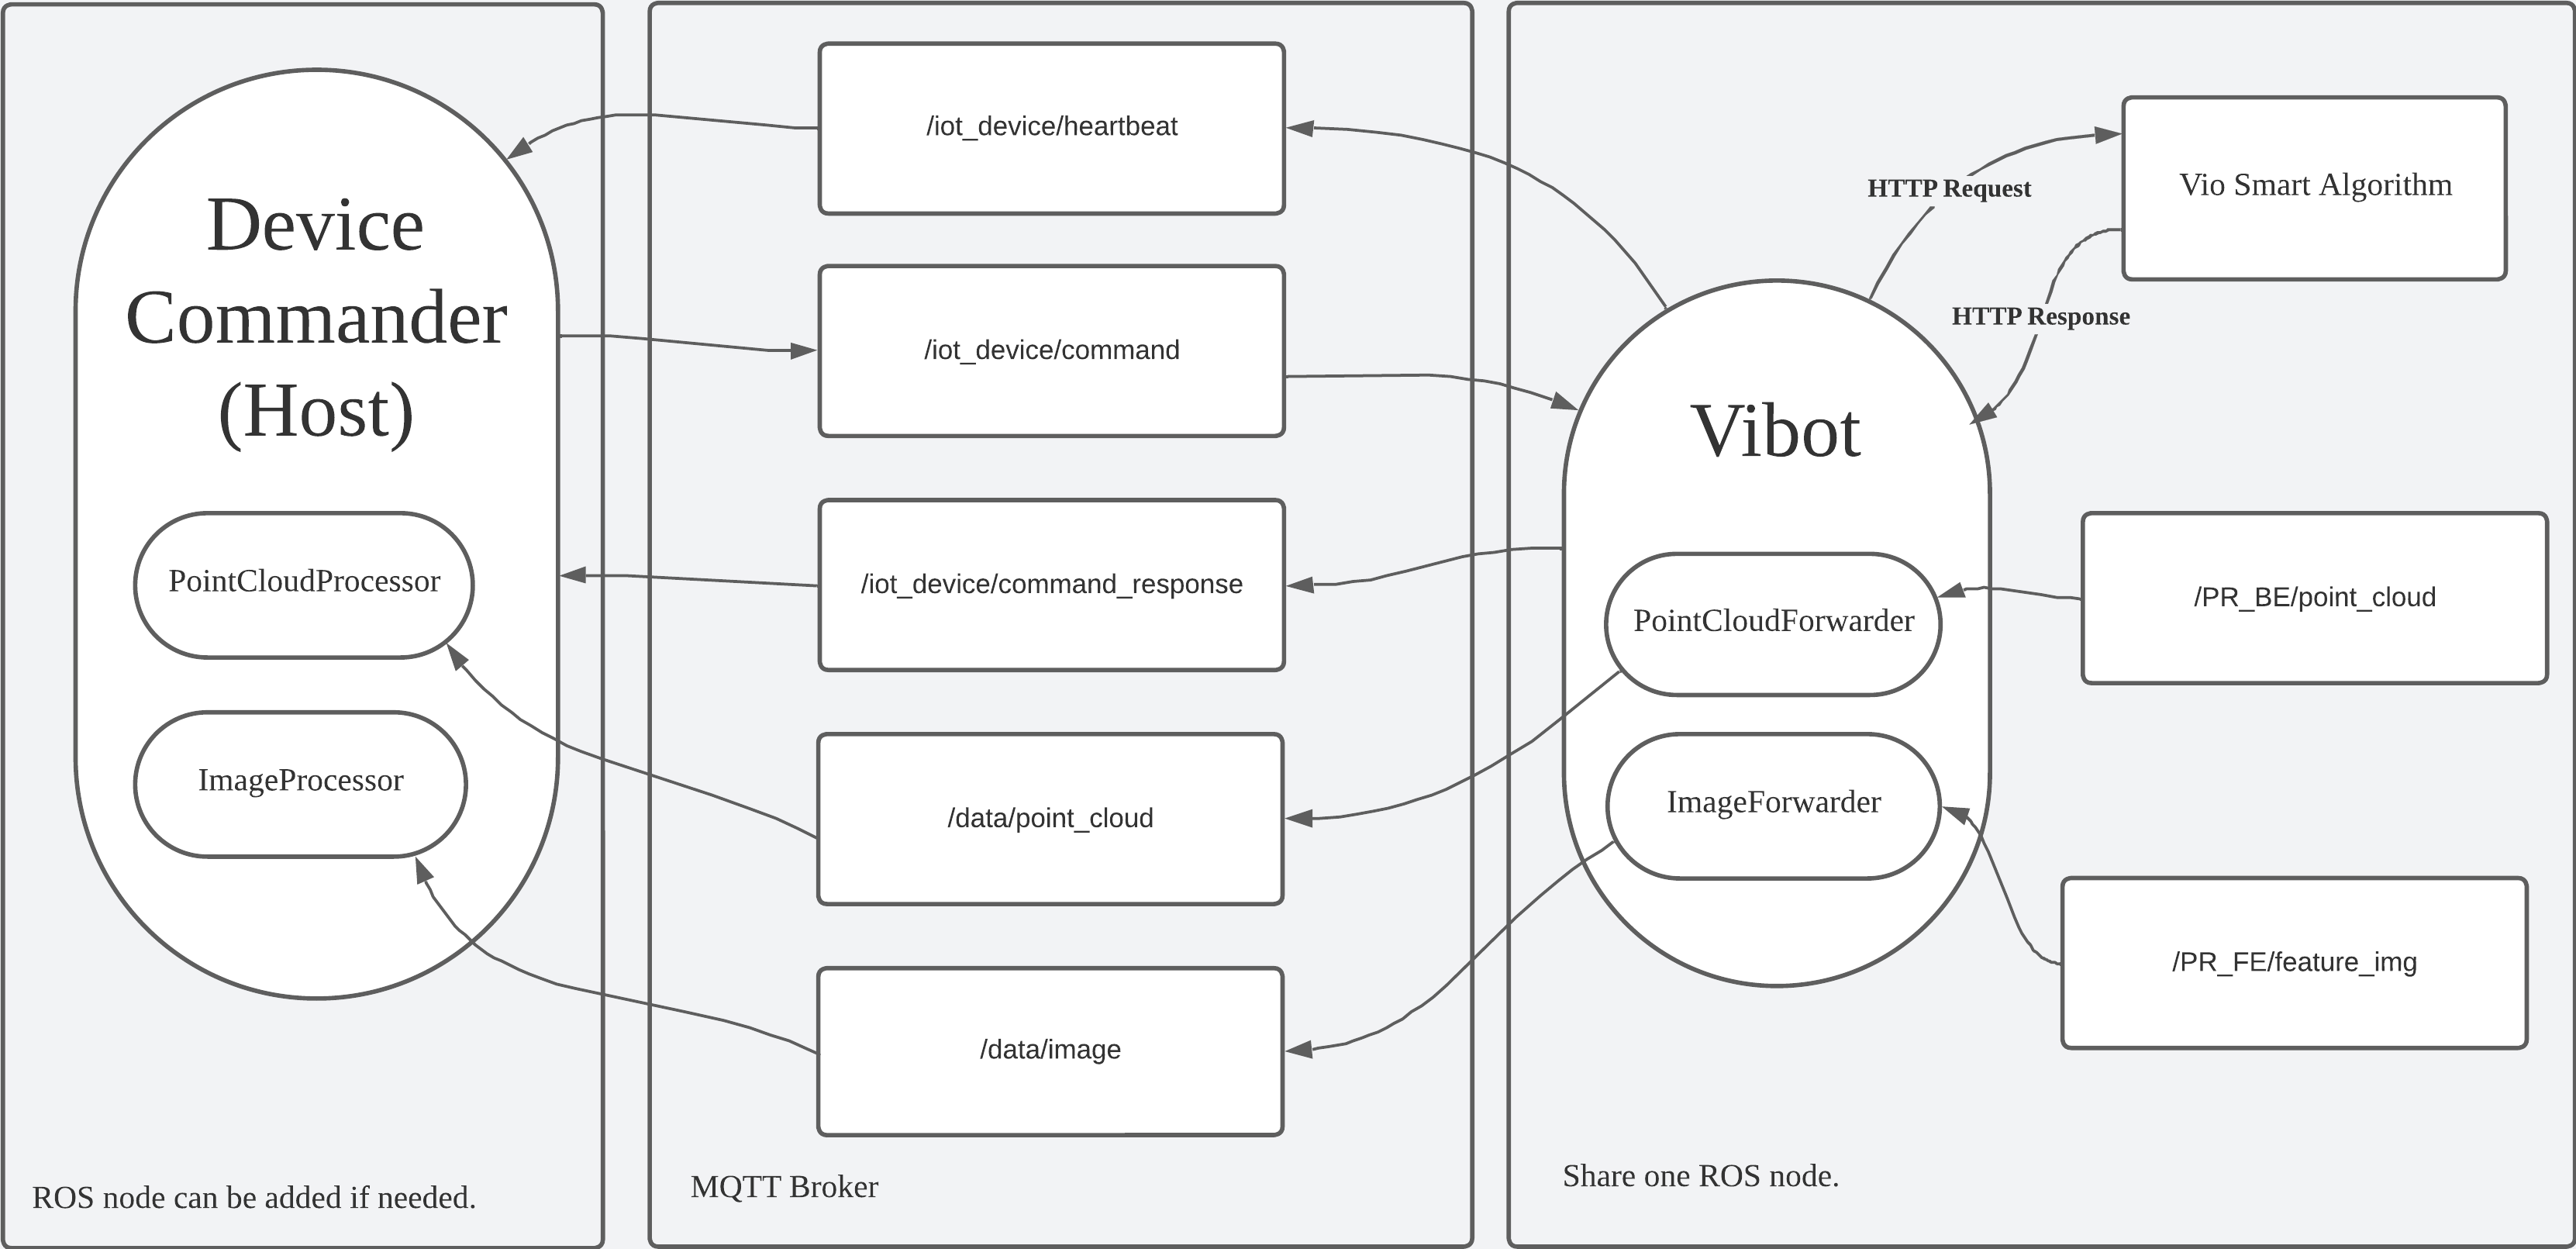 Device
Commander
(Host)
PointCloudProcessor
ImageProcessor
ROS node can be added if needed.
/iot_device/heartbeat
/iot_device/command
/iot_device/command_response
/data/point_cloud
/data/image
MQTT Broker
HTTP Request
Vio Smart Algorithm
HTTP Response
Vibot
PointCloudForwarder
/PR_BE/point_cloud
ImageForwarder
/PR_FE/feature_img
Share one ROS node.